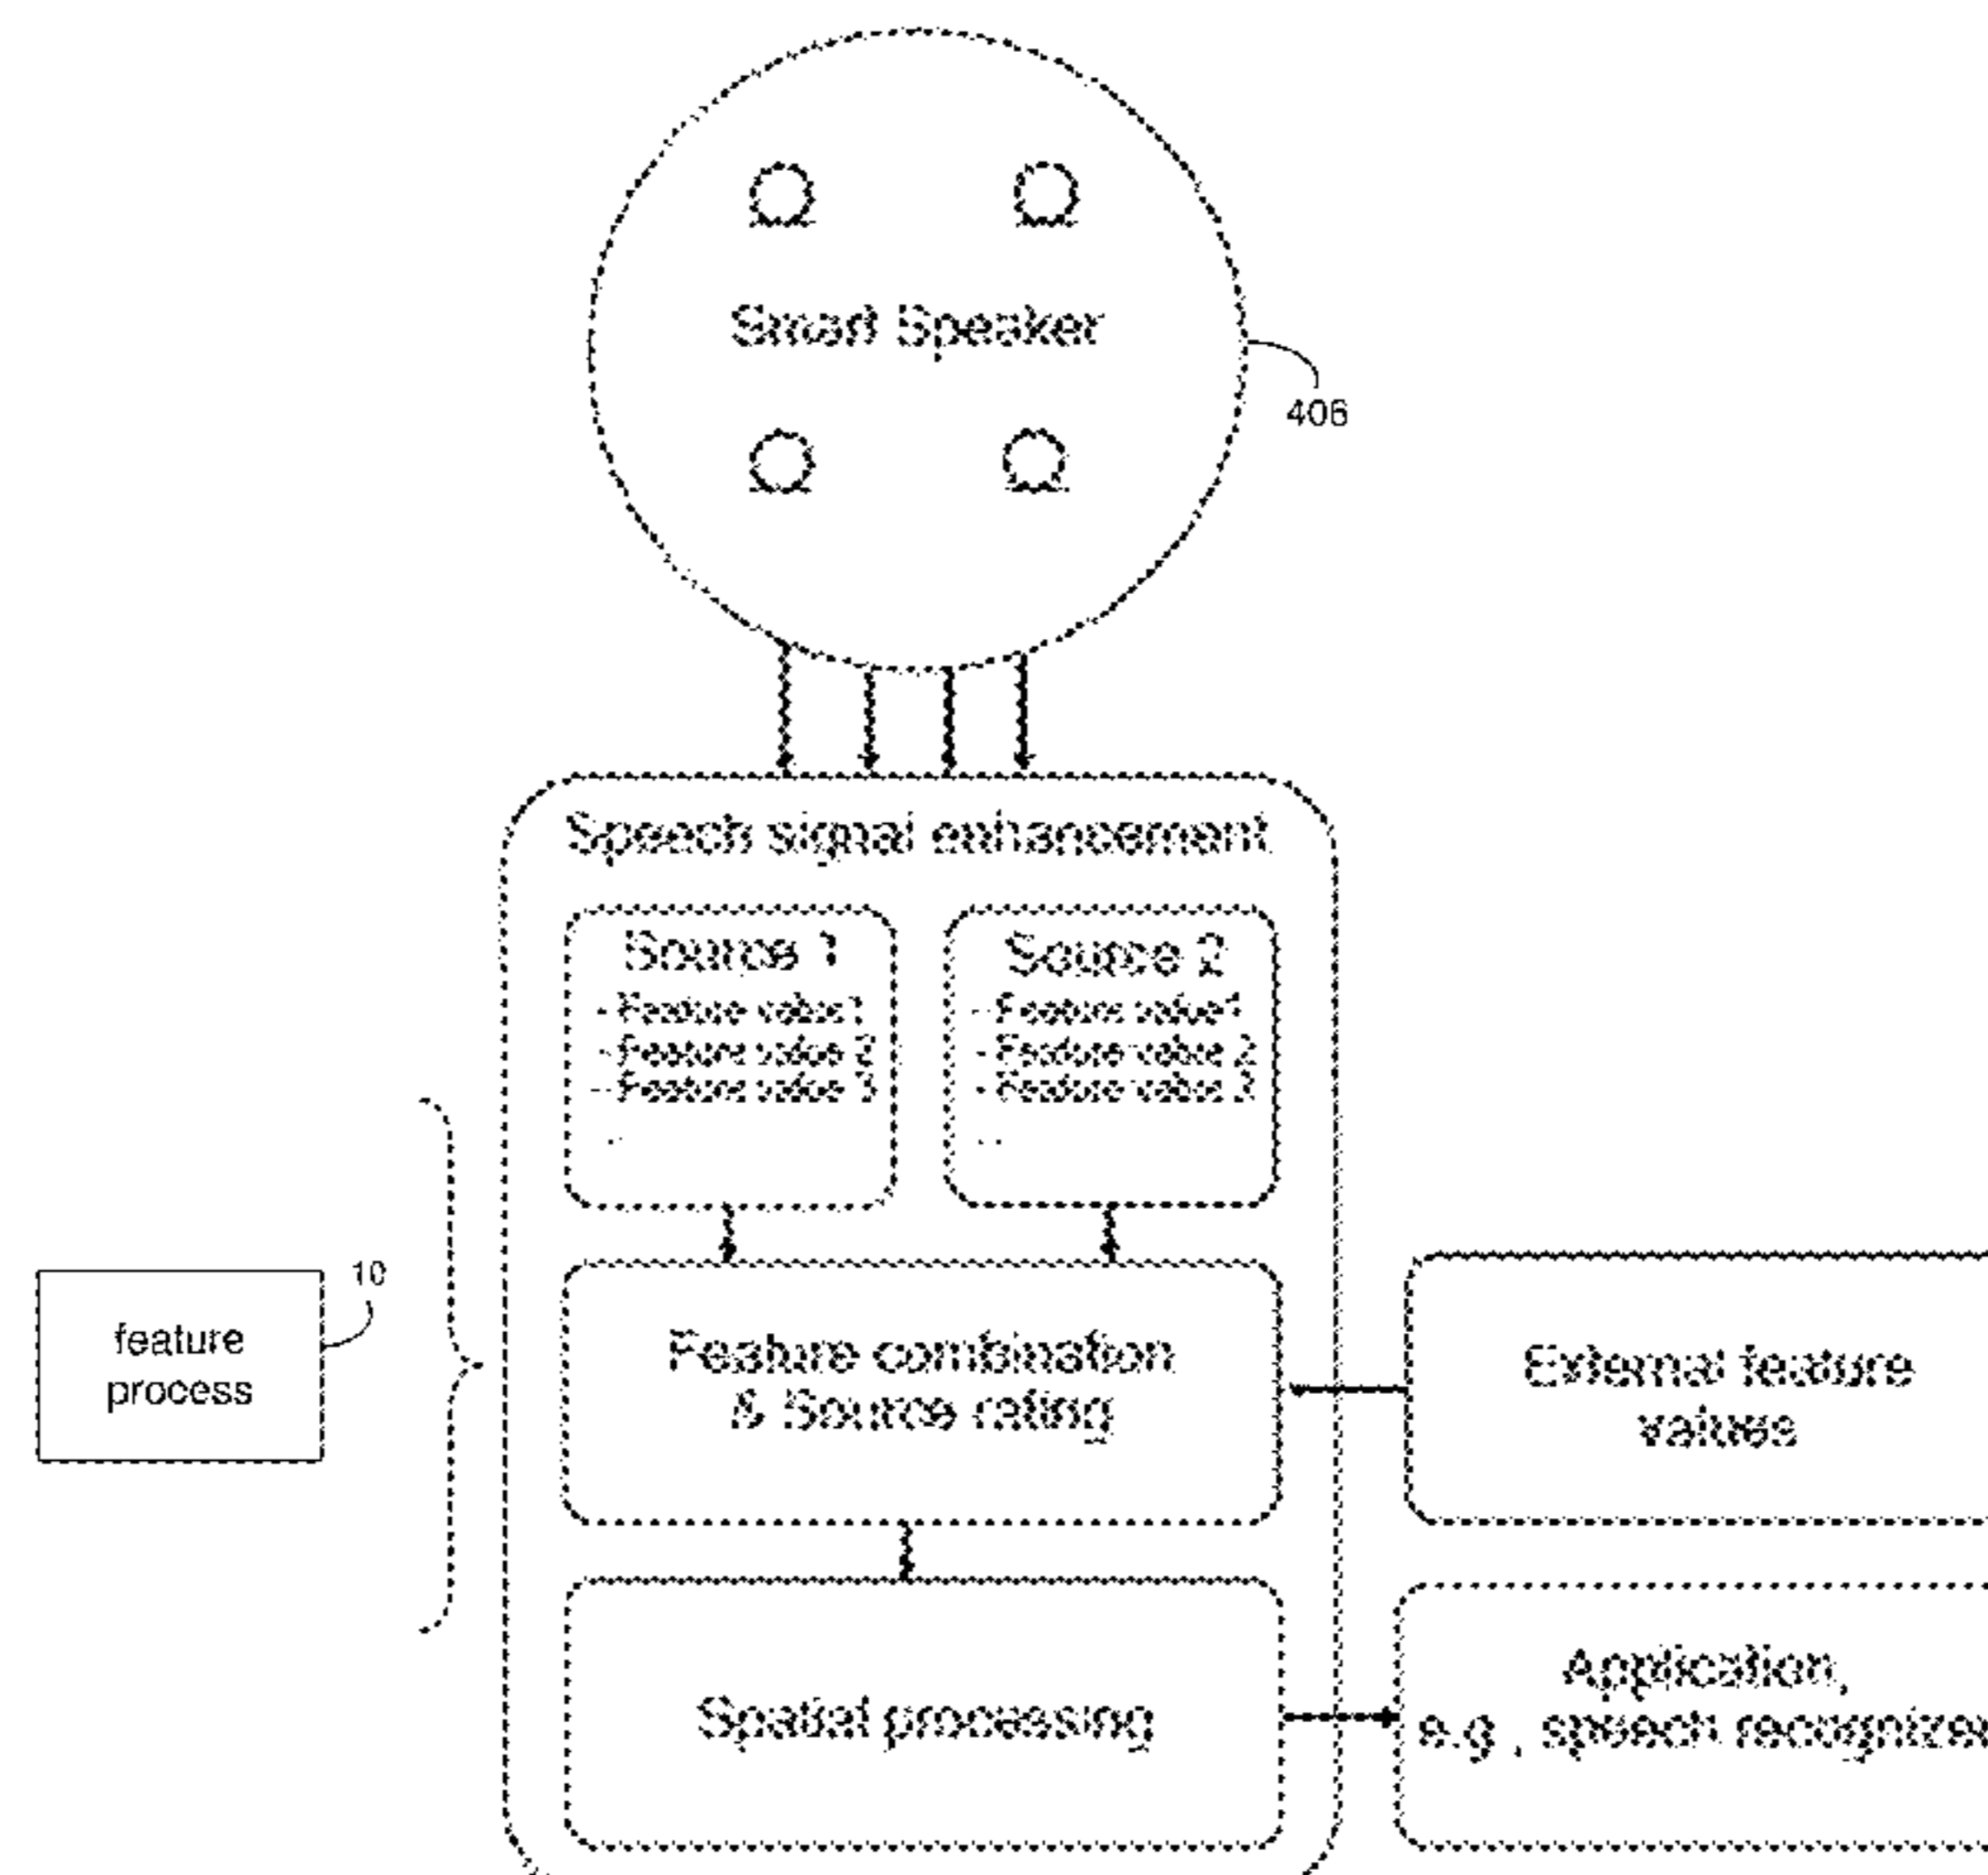 Smart Speaker
406
Speech signal enhancement
Source 1
- Feature value 1
- Feature value 2
- Feature value 3
Source 2
- Feature value 1
- Feature value 2
- Feature value 3
10
feature
process
Feature combination
& Source rating
External feature
values
Spatial processing
Application,
e.g., speech recognizer